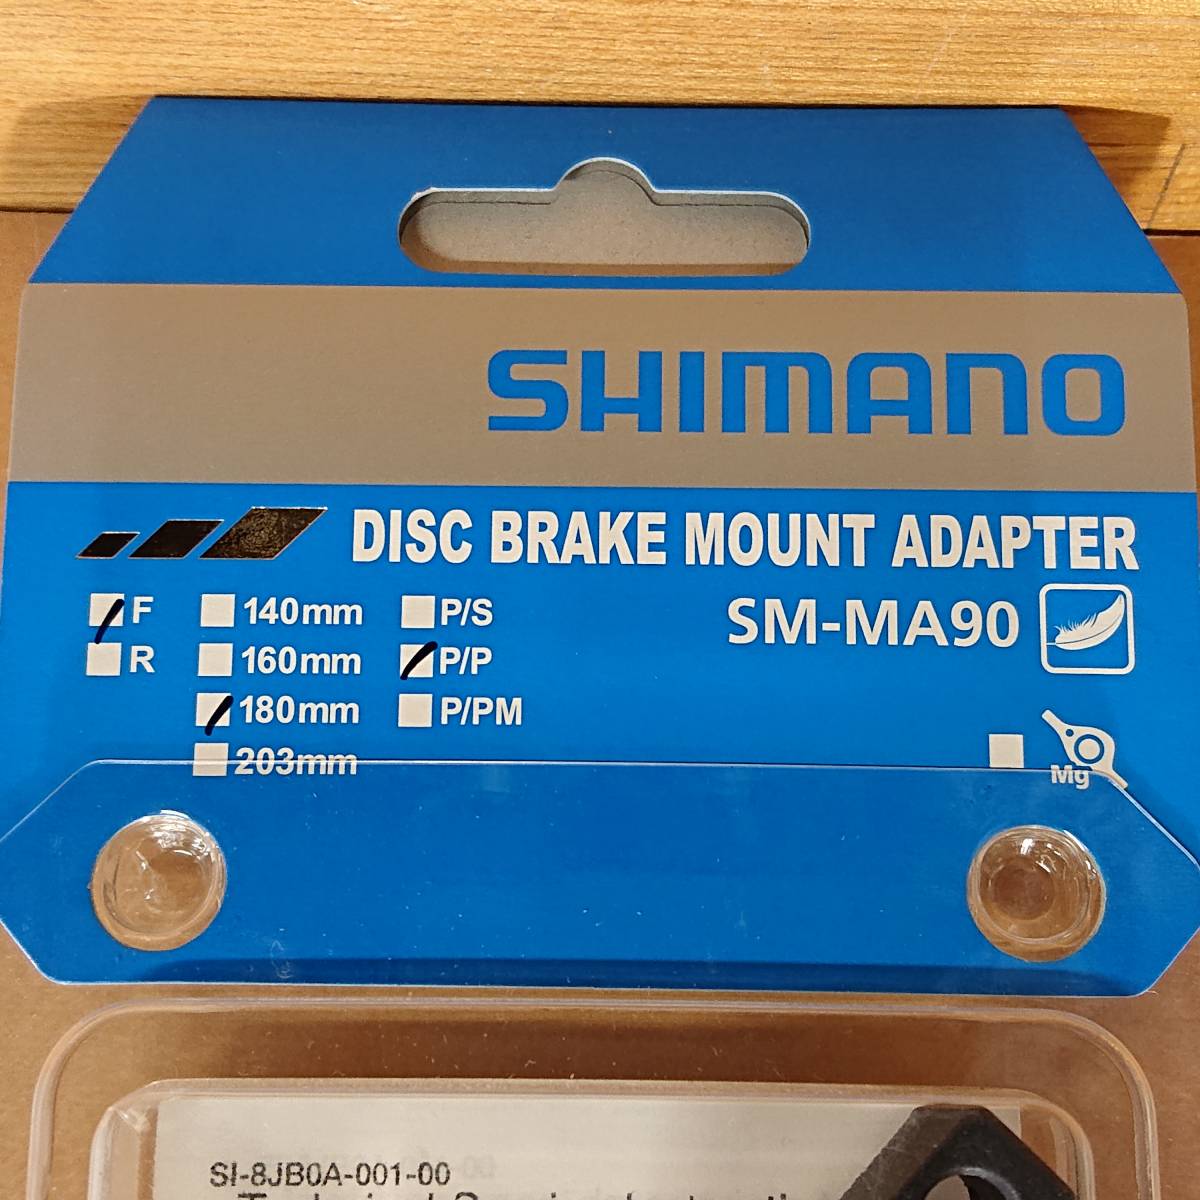 SHIMANO
DISC BRAKE MOUNT ADAPTER
SM-MA90
F 140mm P/S
R 160mm P/P
180mm P/PM
203mm
Mg
SI-8JB0A-001-00